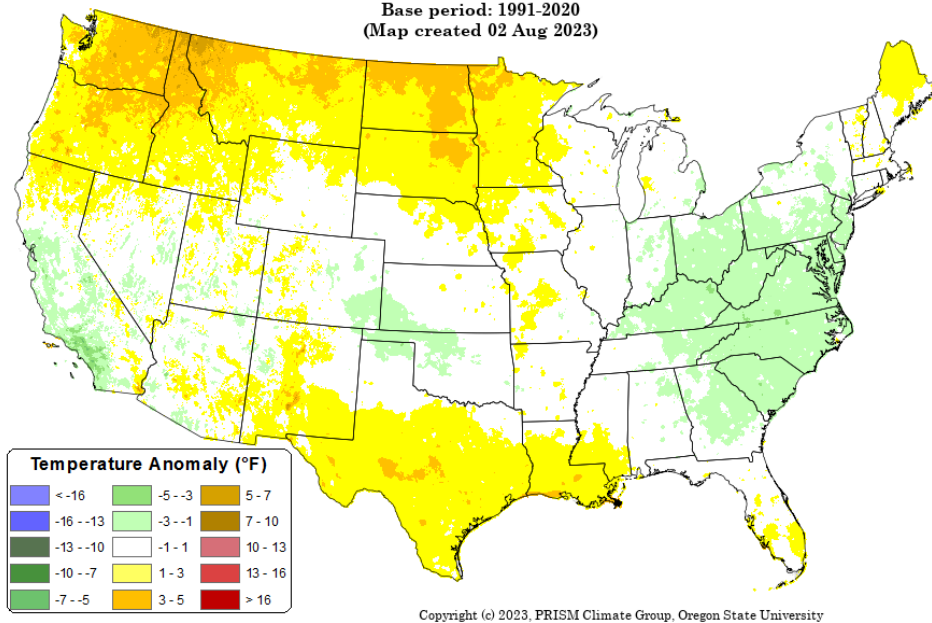 Base period: 1991-2020
(Map created 02 Aug 2023)
Temperature Anomaly (°F)
< -16 -5 - -3 5 - 7
-16 - -13 -3 - -1 7 - 10
-13 - -10 -1 - 1 10 - 13
-10 - -7 1 - 3 13 - 16
-7 - -5 3 - 5 > 16
Copyright (c) 2023, PRISM Climate Group, Oregon State University